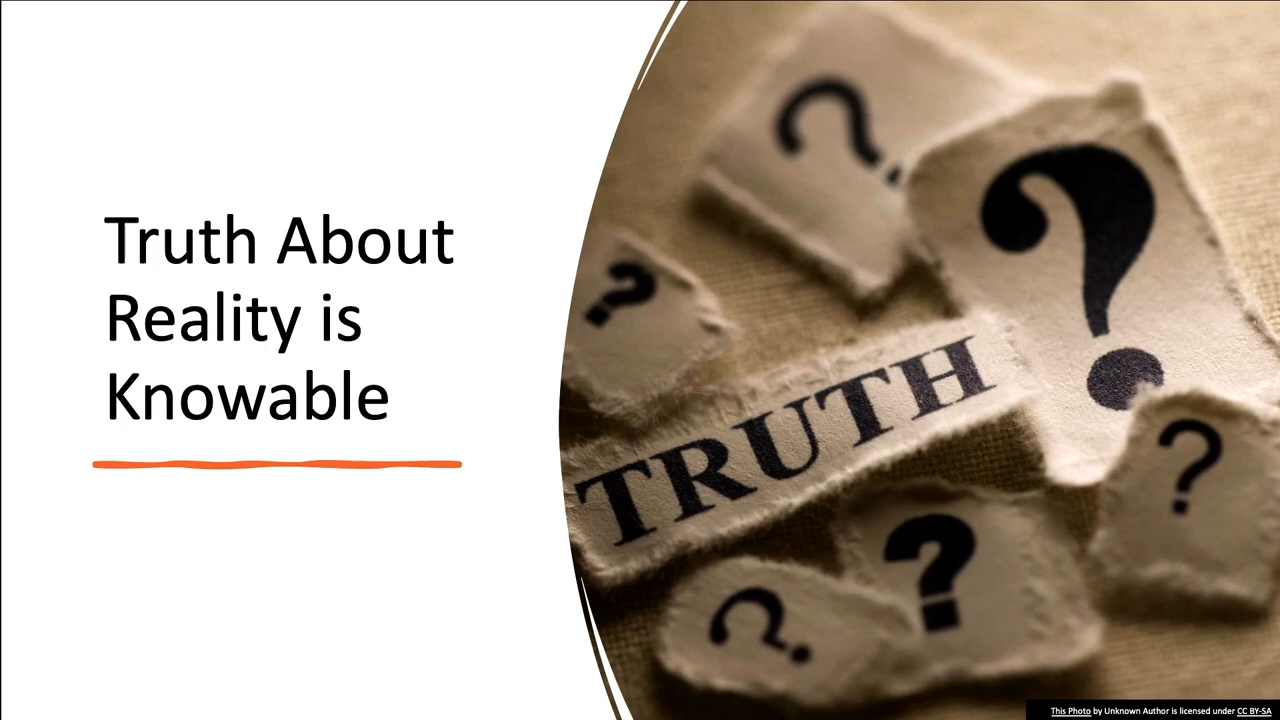 Truth About
Reality is
Knowable
?
?
?
TRUTH
?
?
?
This Photo by Unknown Author is licensed under CC BY-SA